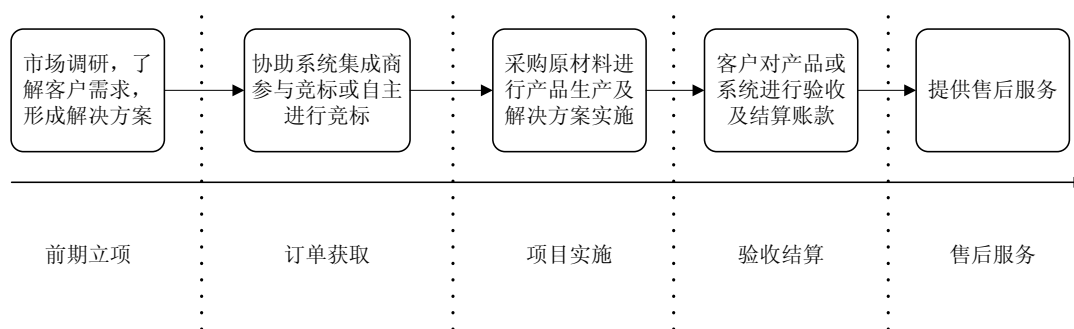 市场调研，了
解客户需求，
形成解决方案
协助系统集成商
参与竞标或自主
进行竞标
采购原材料进
行产品生产及
解决方案实施
客户对产品或
系统进行验收
及结算账款
提供售后服务
前期立项
订单获取
项目实施
验收结算
售后服务